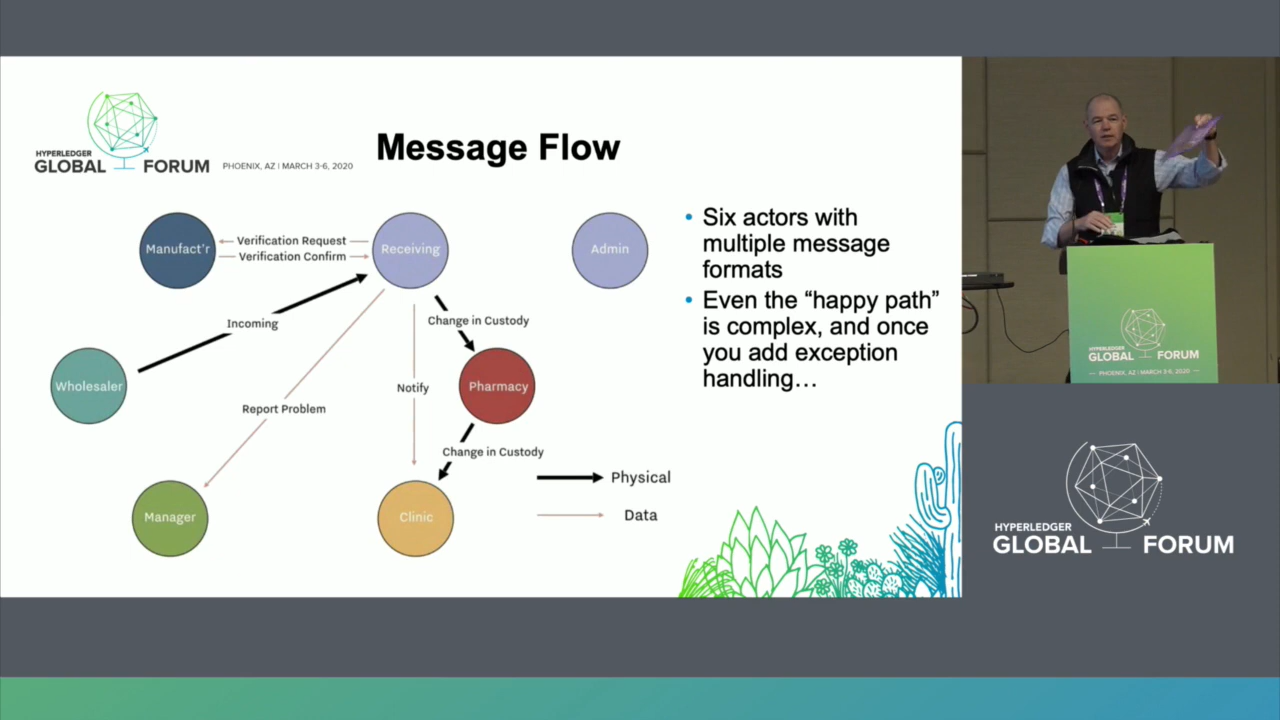 HYPERLEDGER
GLOBAL FORUM
PHOENIX, AZ | MARCH 3-6, 2020
Message Flow
Manufact'r
Verification Request
Verification Confirm
Receiving
Admin
Incoming
Change in Custody
Wholesaler
Notify
Pharmacy
Report Problem
Change in Custody
Manager
Clinic
Physical
Data
• Six actors with
multiple message
formats
• Even the “happy path”
is complex, and once
you add exception
handling…
HYPERLEDGER
GLOBAL FORUM
PHOENIX, AZ | MARCH 3-6, 2020
HYPERLEDGER
GLOBAL FORUM